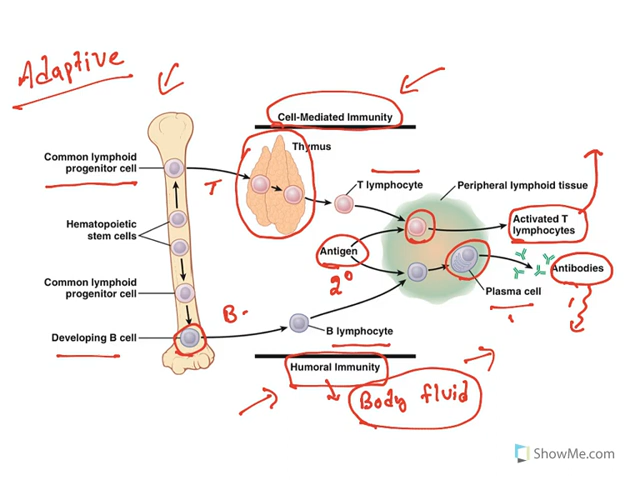 Adaptive
Cell-Mediated Immunity
Thymus
Common lymphoid
progenitor cell
T
T lymphocyte
Peripheral lymphoid tissue
Activated T
lymphocytes
Hematopoietic
stem cells
Antigen
2°
Antibodies
Common lymphoid
progenitor cell
Plasma cell
B
Developing B cell
B lymphocyte
Humoral Immunity
Body fluid
ShowMe.com